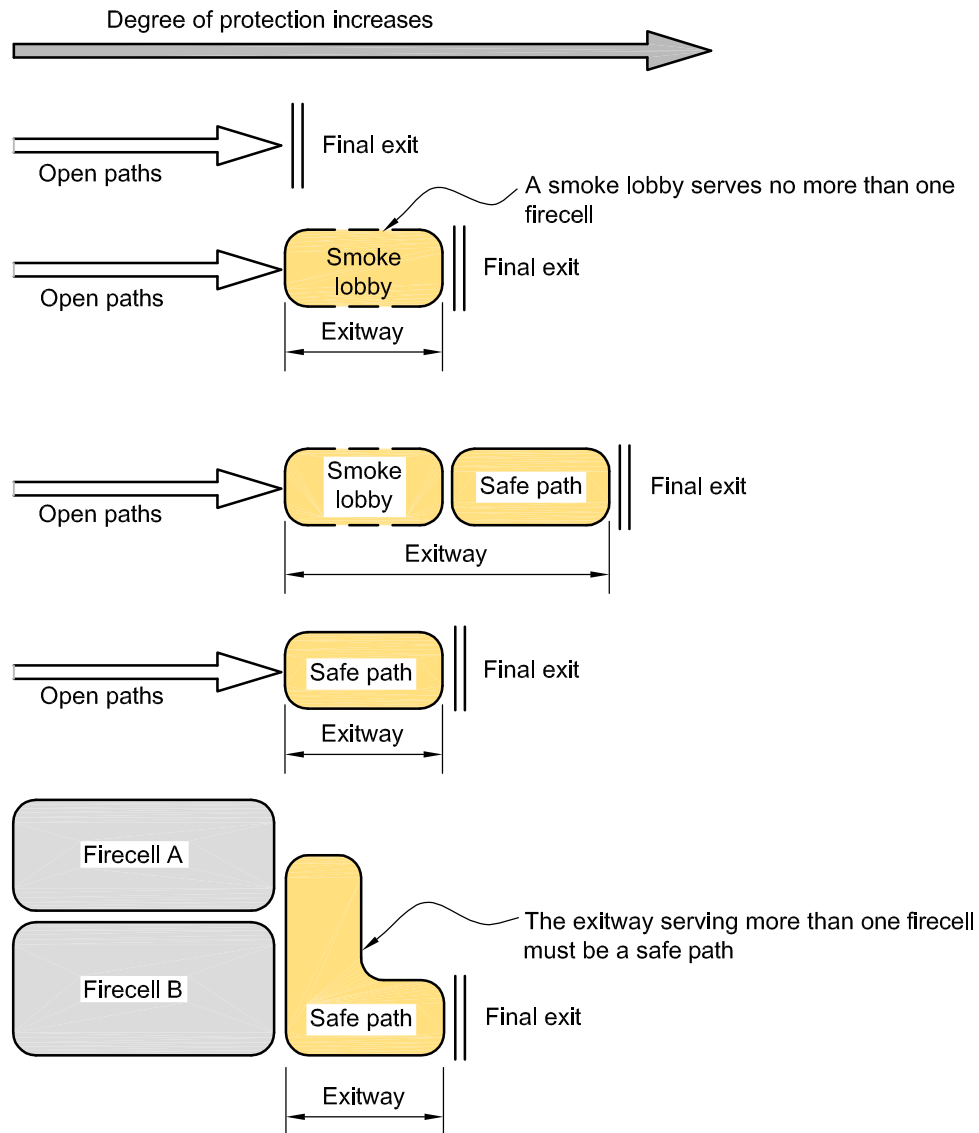 Degree of protection increases
Final exit
Open paths
A smoke lobby serves no more than one
firecell
Smoke
lobby
Final exit
Open paths
Exitway
Smoke
lobby
Safe path
Final exit
Open paths
Exitway
Safe path
Final exit
Open paths
Exitway
Firecell A
The exitway serving more than one firecell
must be a safe path
Firecell B
Safe path
Final exit
Exitway